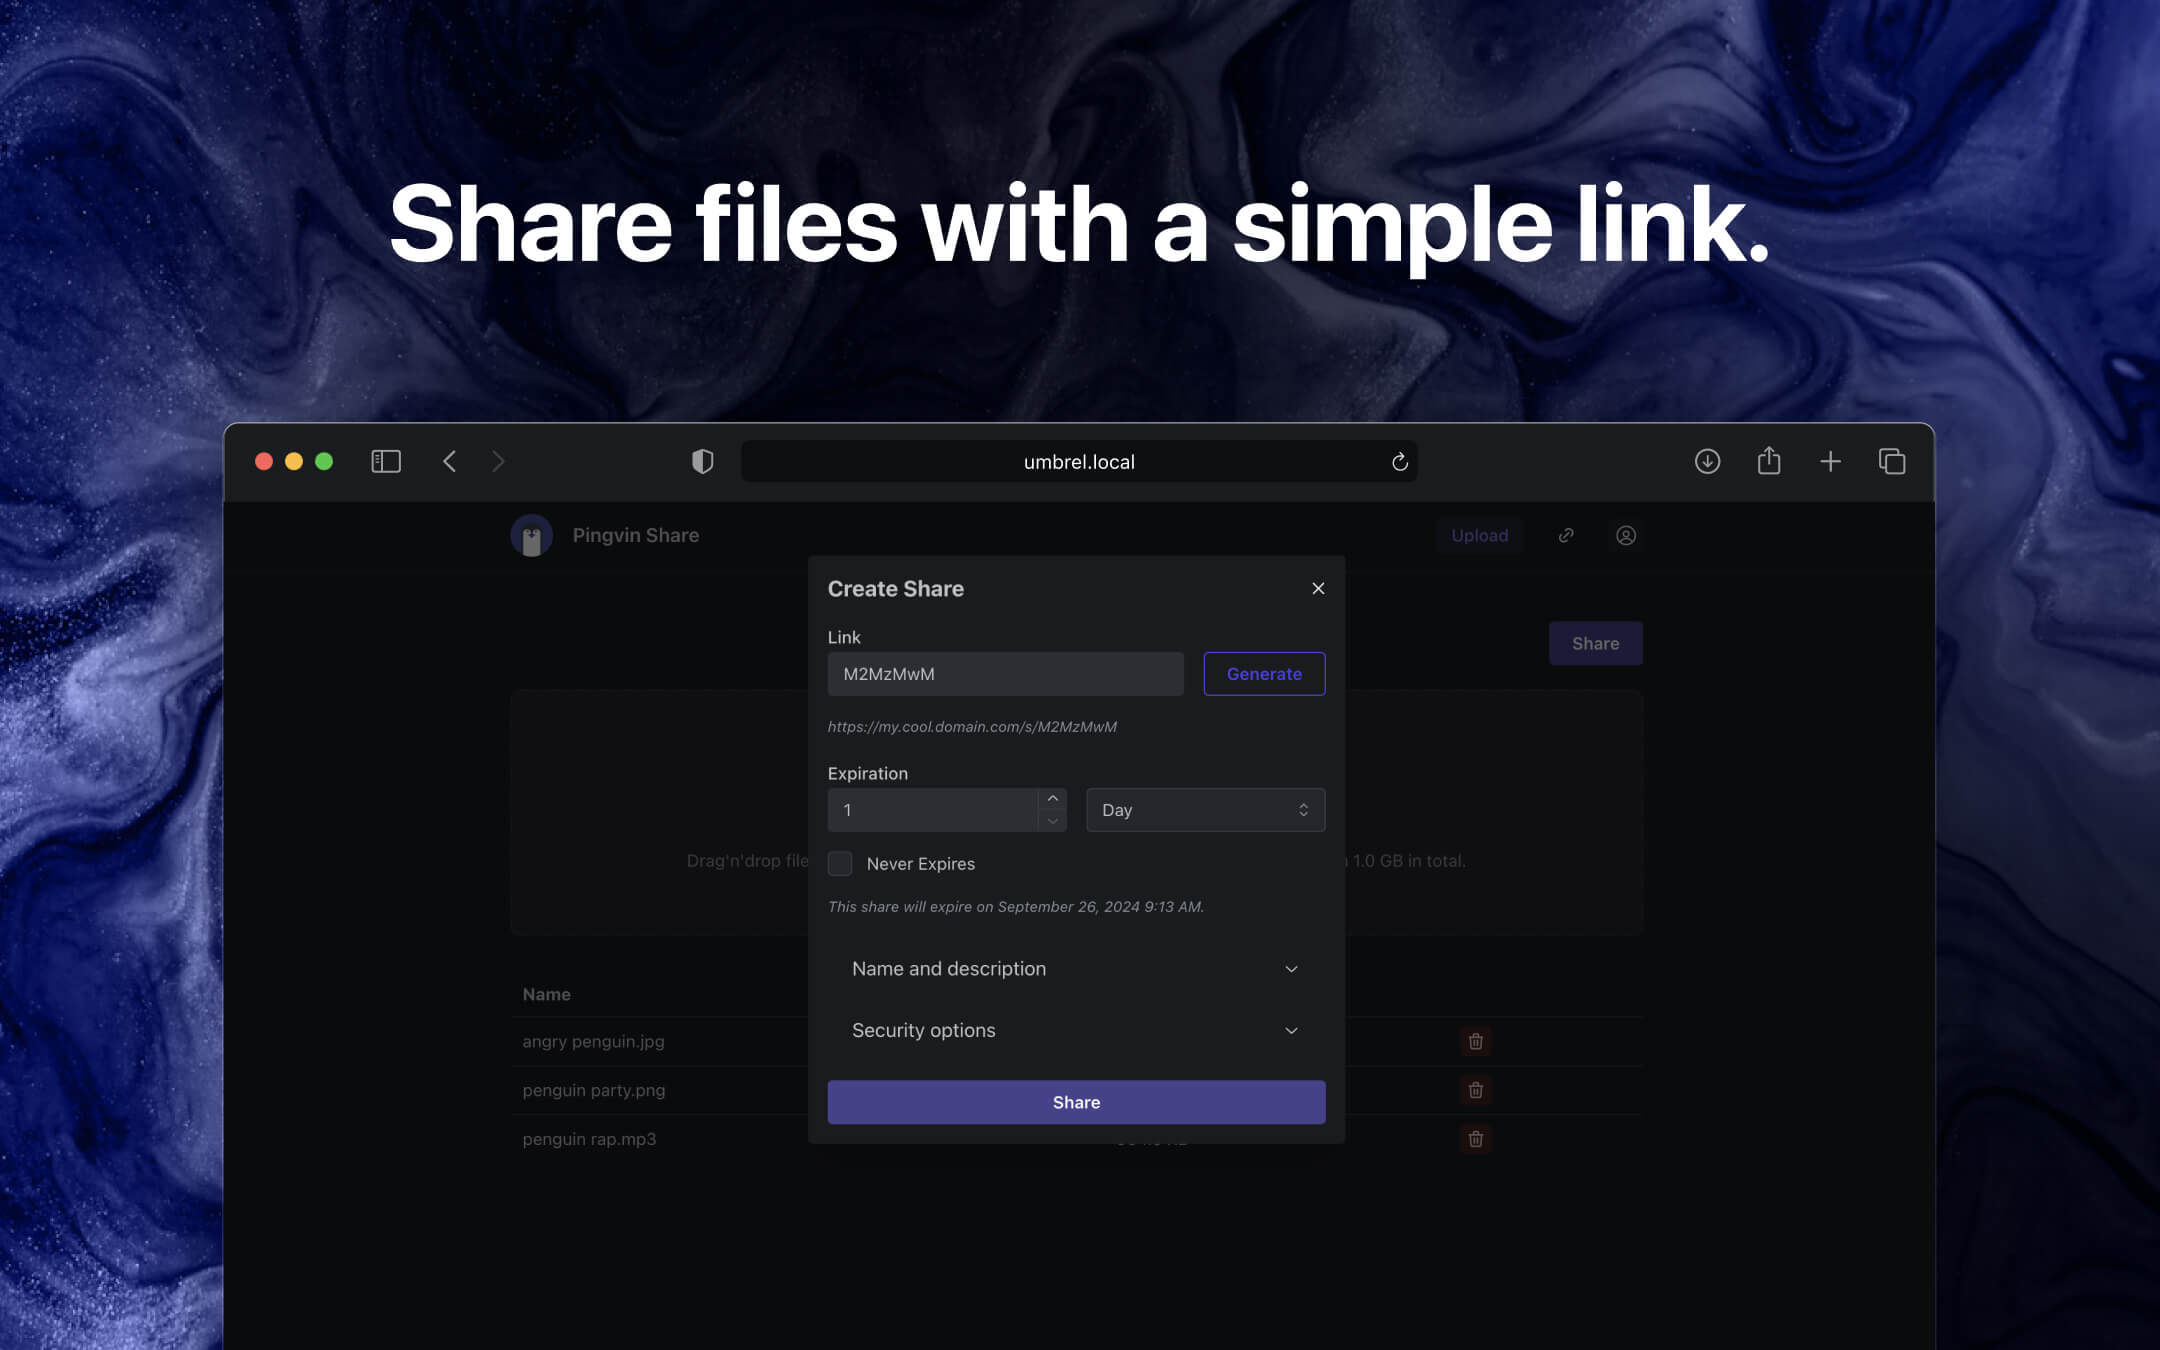 Share files with a simple link.
umbrel.local
Pingvin Share
Upload
Create Share
Link
Share
M2MzMwM
Generate
https://my.cool.domain.com/s/M2MzMwM
Expiration
1
Day
Drag'n'drop
1.0 GB in total.
Never Expires
This share will expire on September 26, 2024 9:13 AM.
Name and description
Name
Security options
angry penguin.jpg
penguin party.png
Share
penguin rap.mp3